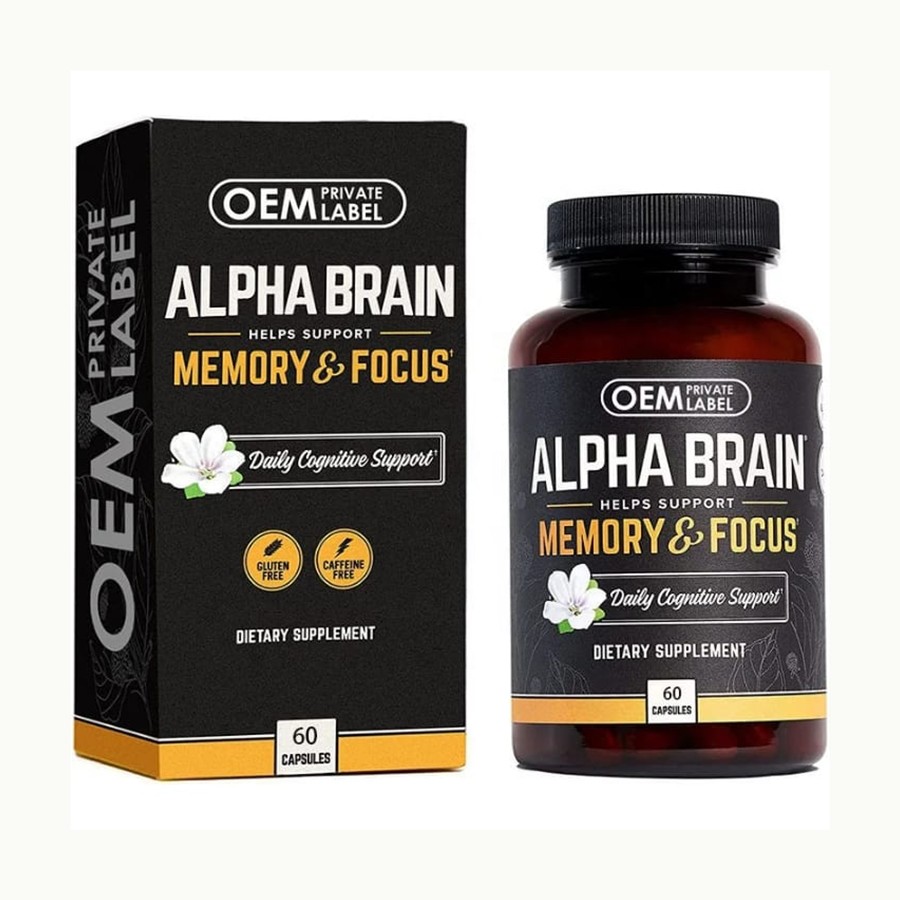 OEM PRIVATE LABEL
OEM PRIVATE
LABEL
ALPHA BRAIN
HELPS SUPPORT
MEMORY & FOCUS†
Daily Cognitive Support†
GLUTEN
FREE
CAFFEINE
FREE
DIETARY SUPPLEMENT
60
CAPSULES
OEM PRIVATE
LABEL
ALPHA BRAIN
HELPS SUPPORT
MEMORY & FOCUS†
Daily Cognitive Support†
DIETARY SUPPLEMENT
60
CAPSULES